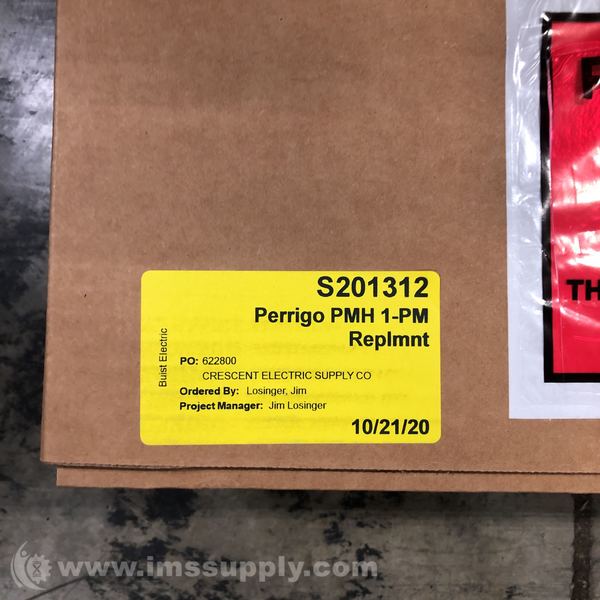 S201312
Perrigo PMH 1-PM
Replmnt
Buist Electric
PO: 622800
CRESCENT ELECTRIC SUPPLY CO
Ordered By: Losinger, Jim
Project Manager: Jim Losinger
10/21/20
www.imssupply.com